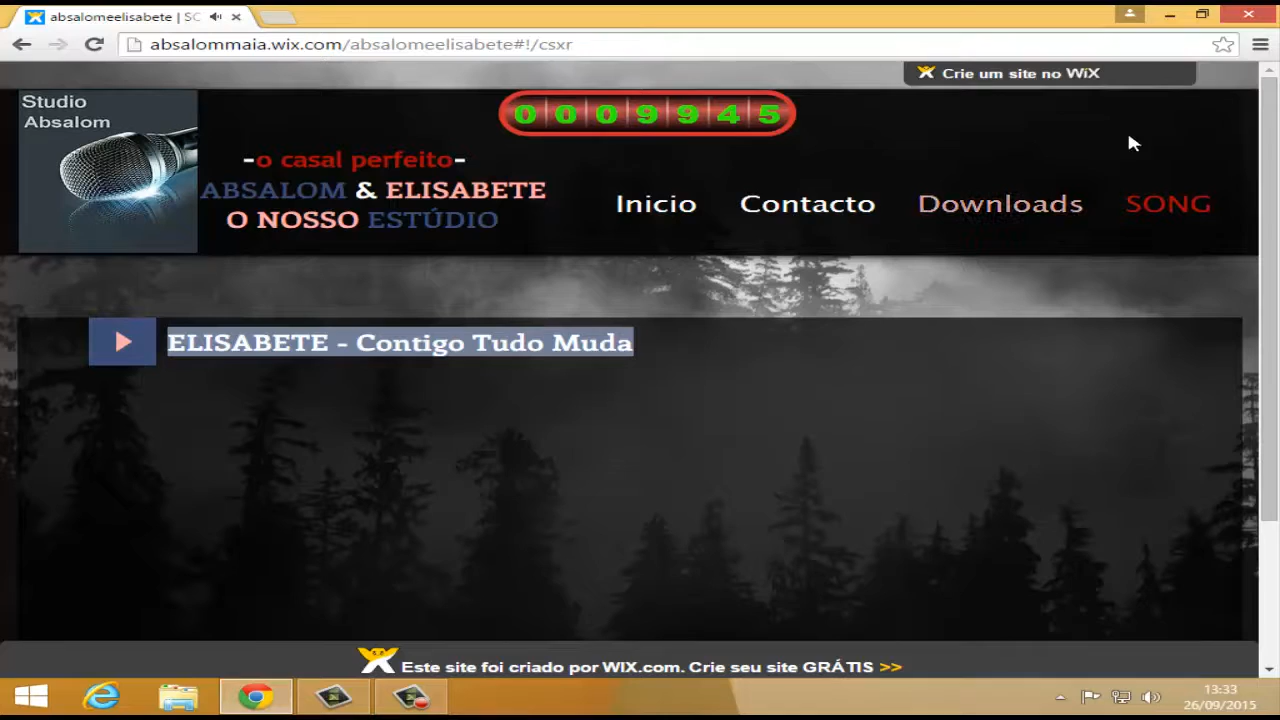 absalomeelisabete | SC
absalommaia.wix.com/absalomeelisabete#!/csxr
Crie um site no WiX
Studio
Absalom
0009945
-o casal perfeito-
ABSALOM & ELISABETE
O NOSSO ESTÚDIO
Inicio Contacto Downloads SONG
ELISABETE - Contigo Tudo Muda
Este site foi criado por WIX.com. Crie seu site GRÁTIS >>
13:33
26/09/2015